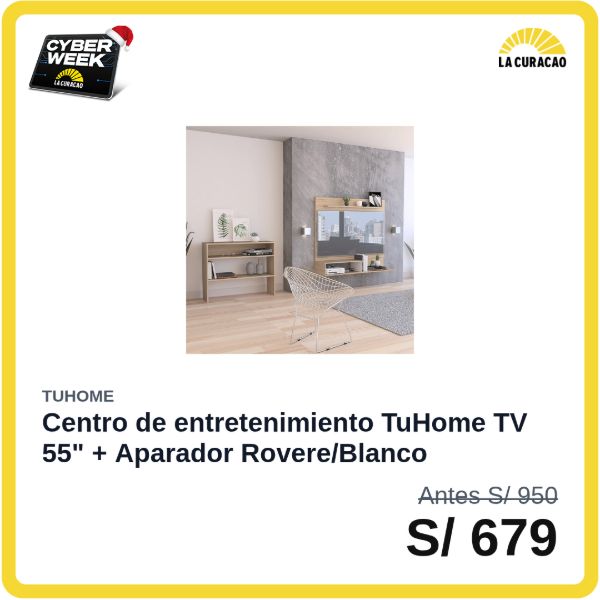 CYBER
WEEK
LA CURACAO
LA CURACAO
TUHOME
Centro de entretenimiento TuHome TV
55" + Aparador Rovere/Blanco
Antes S/ 950
S/ 679